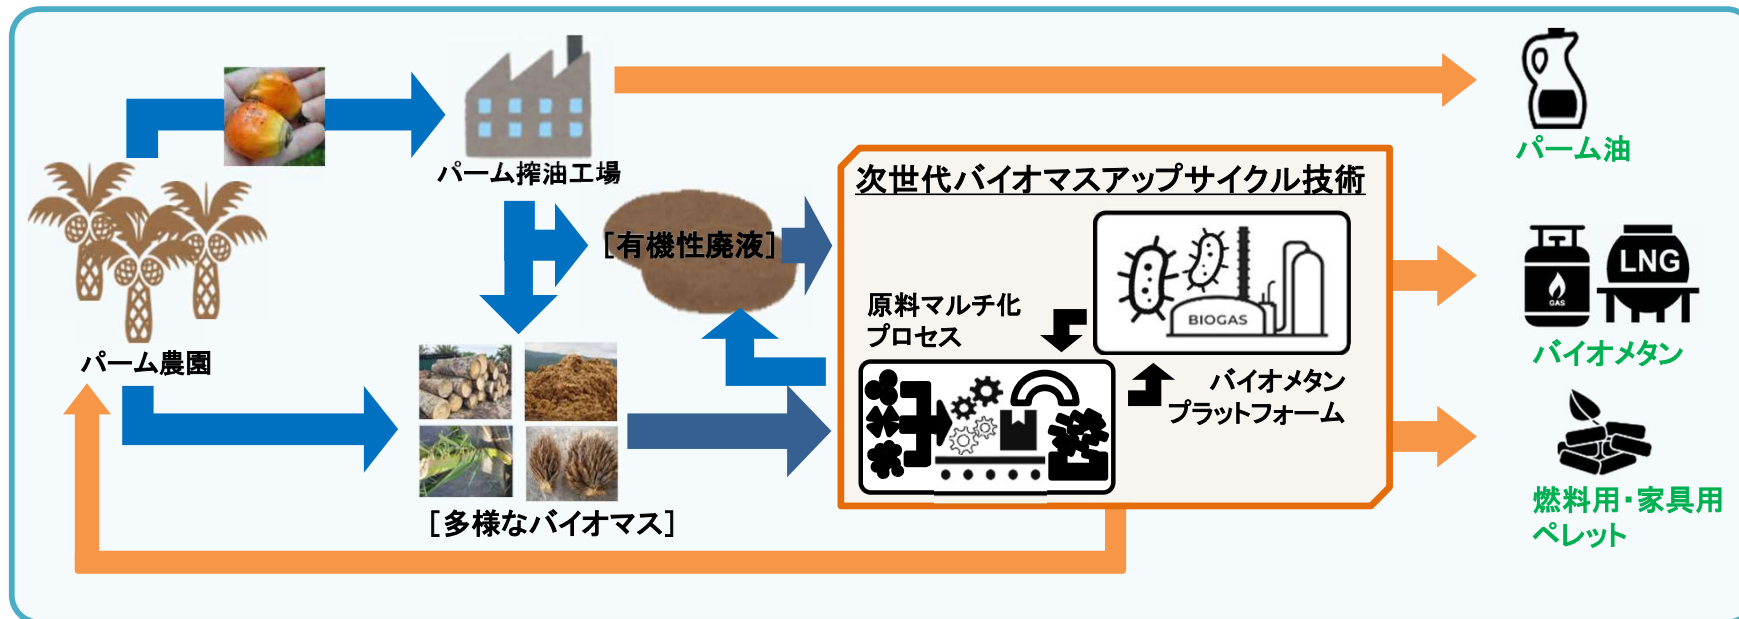 パーム油
パーム搾油工場
次世代バイオマスアップサイクル技術
[有機性廃液]
LNG
GAS
BIOGAS
原料マルチ化
プロセス
パーム農園
バイオメタン
バイオメタン
プラットフォーム
[多様なバイオマス]
燃料用・家具用
ペレット